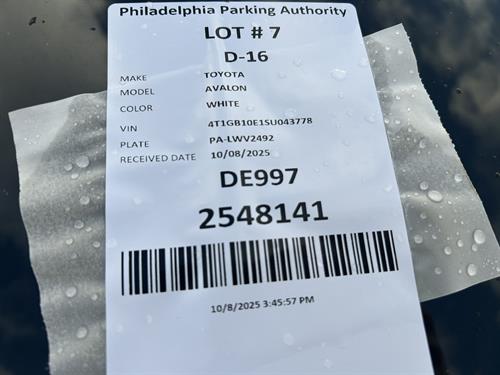 Philadelphia Parking Authority
LOT # 7
D-16
MAKE TOYOTA
MODEL AVALON
COLOR WHITE
VIN 4T1GB10E1SU043778
PLATE PA-LWV2492
RECEIVED DATE 10/08/2025
DE997
2548141
10/8/2025 3:45:57 PM